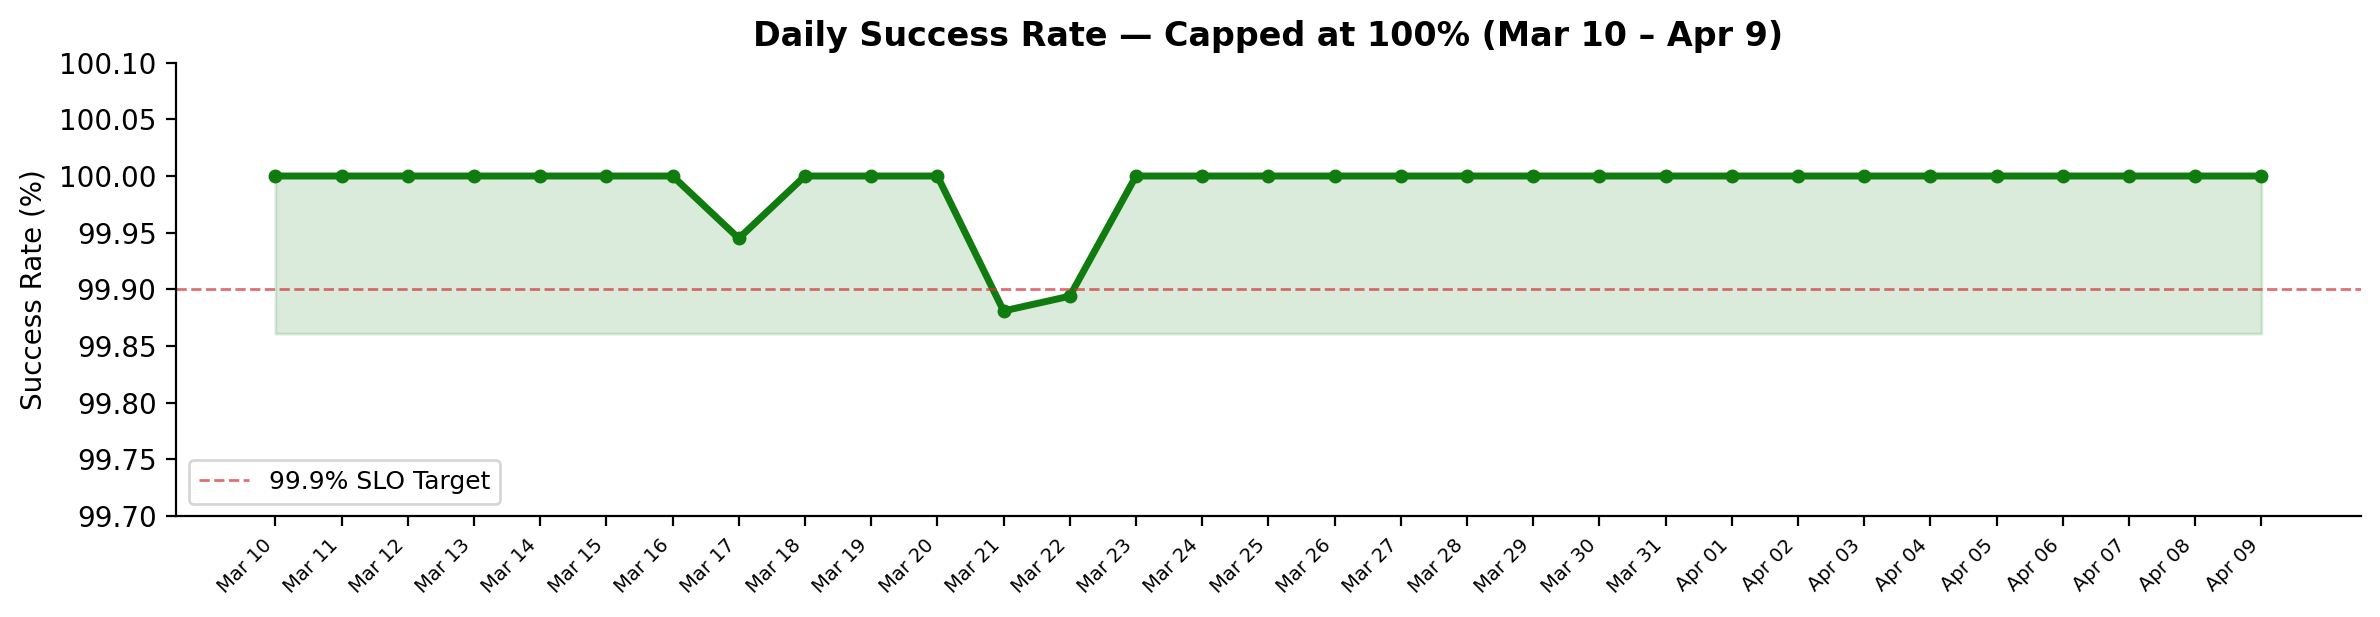 Daily Success Rate — Capped at 100% (Mar 10 – Apr 9)
Success Rate (%)
100.10
100.05
100.00
99.95
99.90
99.85
99.80
99.75
99.70
99.9% SLO Target
Mar 10
Mar 11
Mar 12
Mar 13
Mar 14
Mar 15
Mar 16
Mar 17
Mar 18
Mar 19
Mar 20
Mar 21
Mar 22
Mar 23
Mar 24
Mar 25
Mar 26
Mar 27
Mar 28
Mar 29
Mar 30
Mar 31
Apr 01
Apr 02
Apr 03
Apr 04
Apr 05
Apr 06
Apr 07
Apr 08
Apr 09